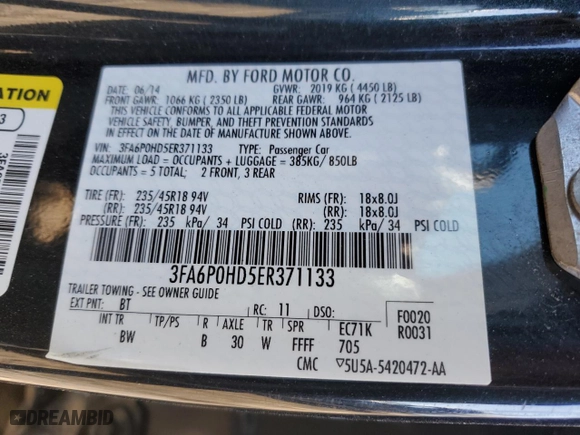 MFD. BY FORD MOTOR CO.
DATE: 06/14 GVWR: 2019 KG ( 4450 LB)
FRONT GAWR: 1066 KG ( 2350 LB) REAR GAWR: 964 KG ( 2125 LB)
THIS VEHICLE CONFORMS TO ALL APPLICABLE FEDERAL MOTOR
VEHICLE SAFETY, BUMPER, AND THEFT PREVENTION STANDARDS
IN EFFECT ON THE DATE OF MANUFACTURE SHOWN ABOVE.
VIN: 3FA6P0HD5ER371133 TYPE: Passenger Car
MAXIMUM LOAD = OCCUPANTS + LUGGAGE = 385KG/ 850LB
OCCUPANTS = 5 TOTAL; 2 FRONT, 3 REAR
TIRE (FR): 235/45R18 94V RIMS (FR): 18x8.0J
(RR): 235/45R18 94V (RR): 18x8.0J
PRESSURE (FR): 235 kPa/ 34 PSI COLD (RR): 235 kPa/ 34 PSI COLD
3FA6P0HD5ER371133
TRAILER TOWING - SEE OWNER GUIDE
EXT PNT: BT RC: 11 DSO: F0020
R0031
INT TR TP/PS R AXLE TR SPR EC71K
BW B 30 W FFFF 705
CMC ▽5U5A-5420472-AA
ATION
3
DREAMBID